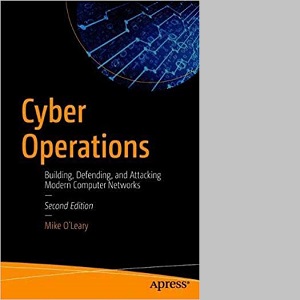 Cyber
Operations
Building, Defending, and Attacking
Modern Computer Networks
—
Second Edition
—
Mike O'Leary
Apress®